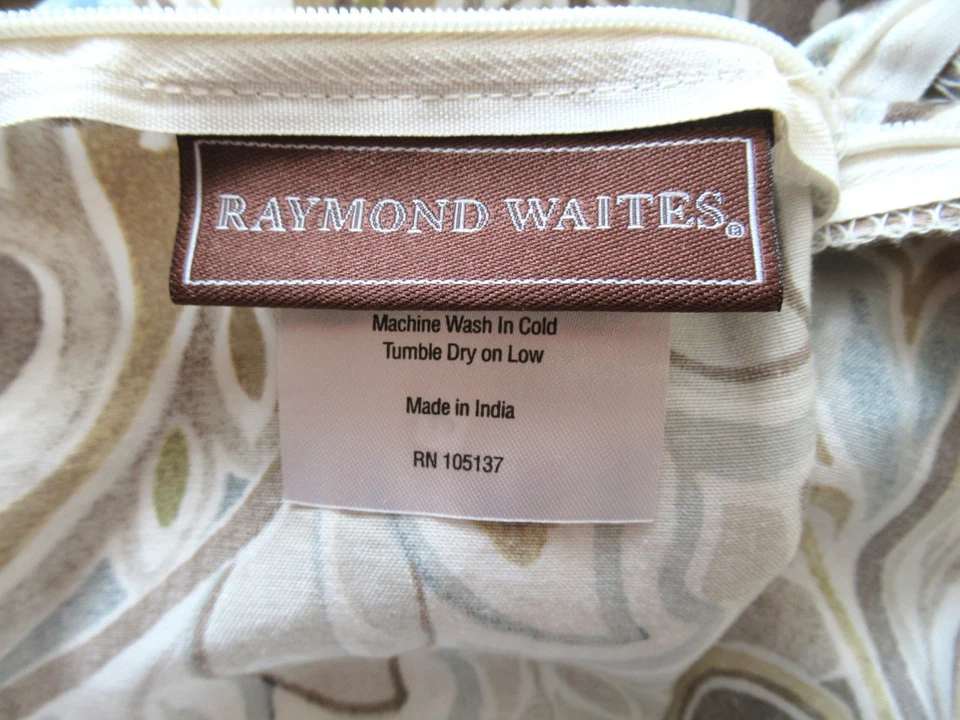 RAYMOND WAITES®
Machine Wash In Cold
Tumble Dry on Low
Made in India
RN 105137